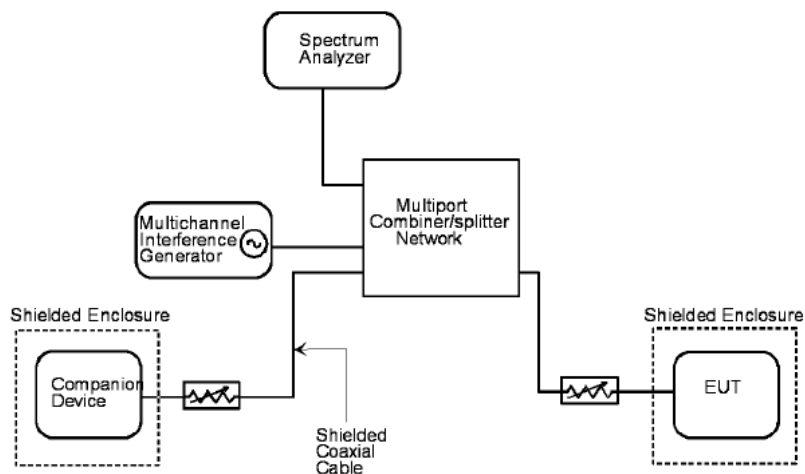 Spectrum
Analyzer
Multiport
Combiner/splitter
Network
Multichannel
Interference
Generator
Shielded Enclosure
Companion
Device
Shielded
Coaxial
Cable
Shielded Enclosure
EUT